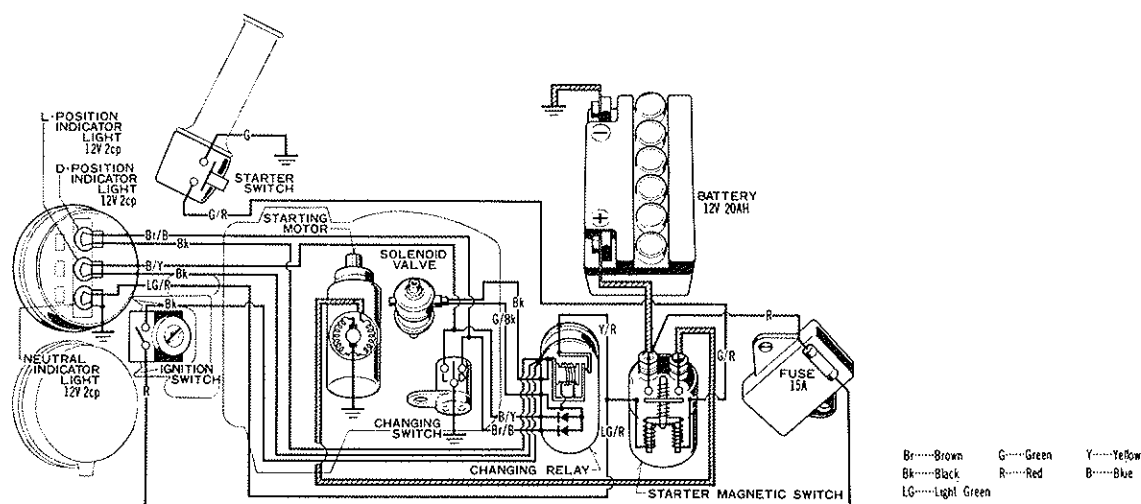 L-POSITION
INDICATOR
LIGHT
12V 2cp
D-POSITION
INDICATOR
LIGHT
12V 2cp
G
STARTER
SWITCH
G/R
STARTING
MOTOR
Br/B
Bk
B/Y
Bk
LG/R
Bk
SOLENOID
VALVE
Bk
G/Bk
Y/R
BATTERY
12V 20AH
R
G/R
FUSE
15A
NEUTRAL
INDICATOR
LIGHT
12V 2cp
IGNITION
SWITCH
R
CHANGING
SWITCH
B/Y
Br/B
LG/R
CHANGING RELAY
STARTER MAGNETIC SWITCH
Br······Brown G······Green Y······Yellow
Bk······Black R······Red B······Blue
LG······Light Green